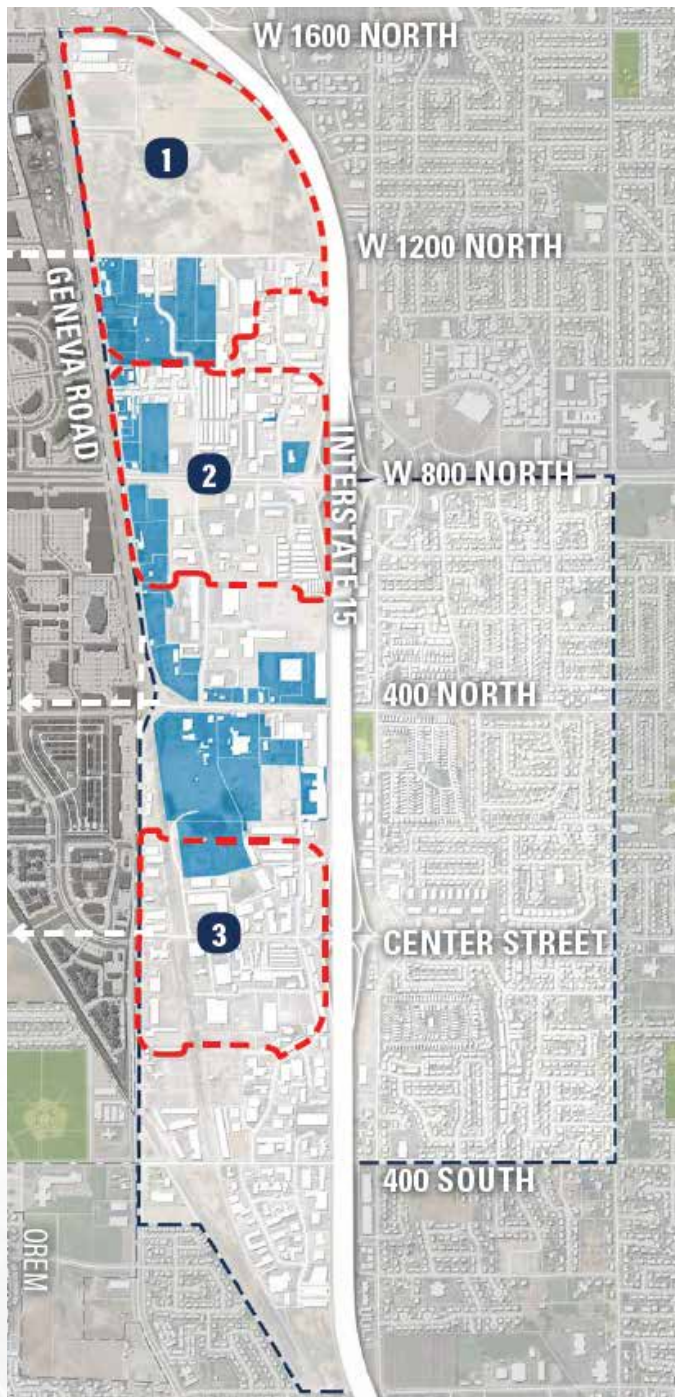 W 1600 NORTH
1
W 1200 NORTH
GENEVA ROAD
2
INTERSTATE 15
W 800 NORTH
400 NORTH
3
CENTER STREET
400 SOUTH
OREM